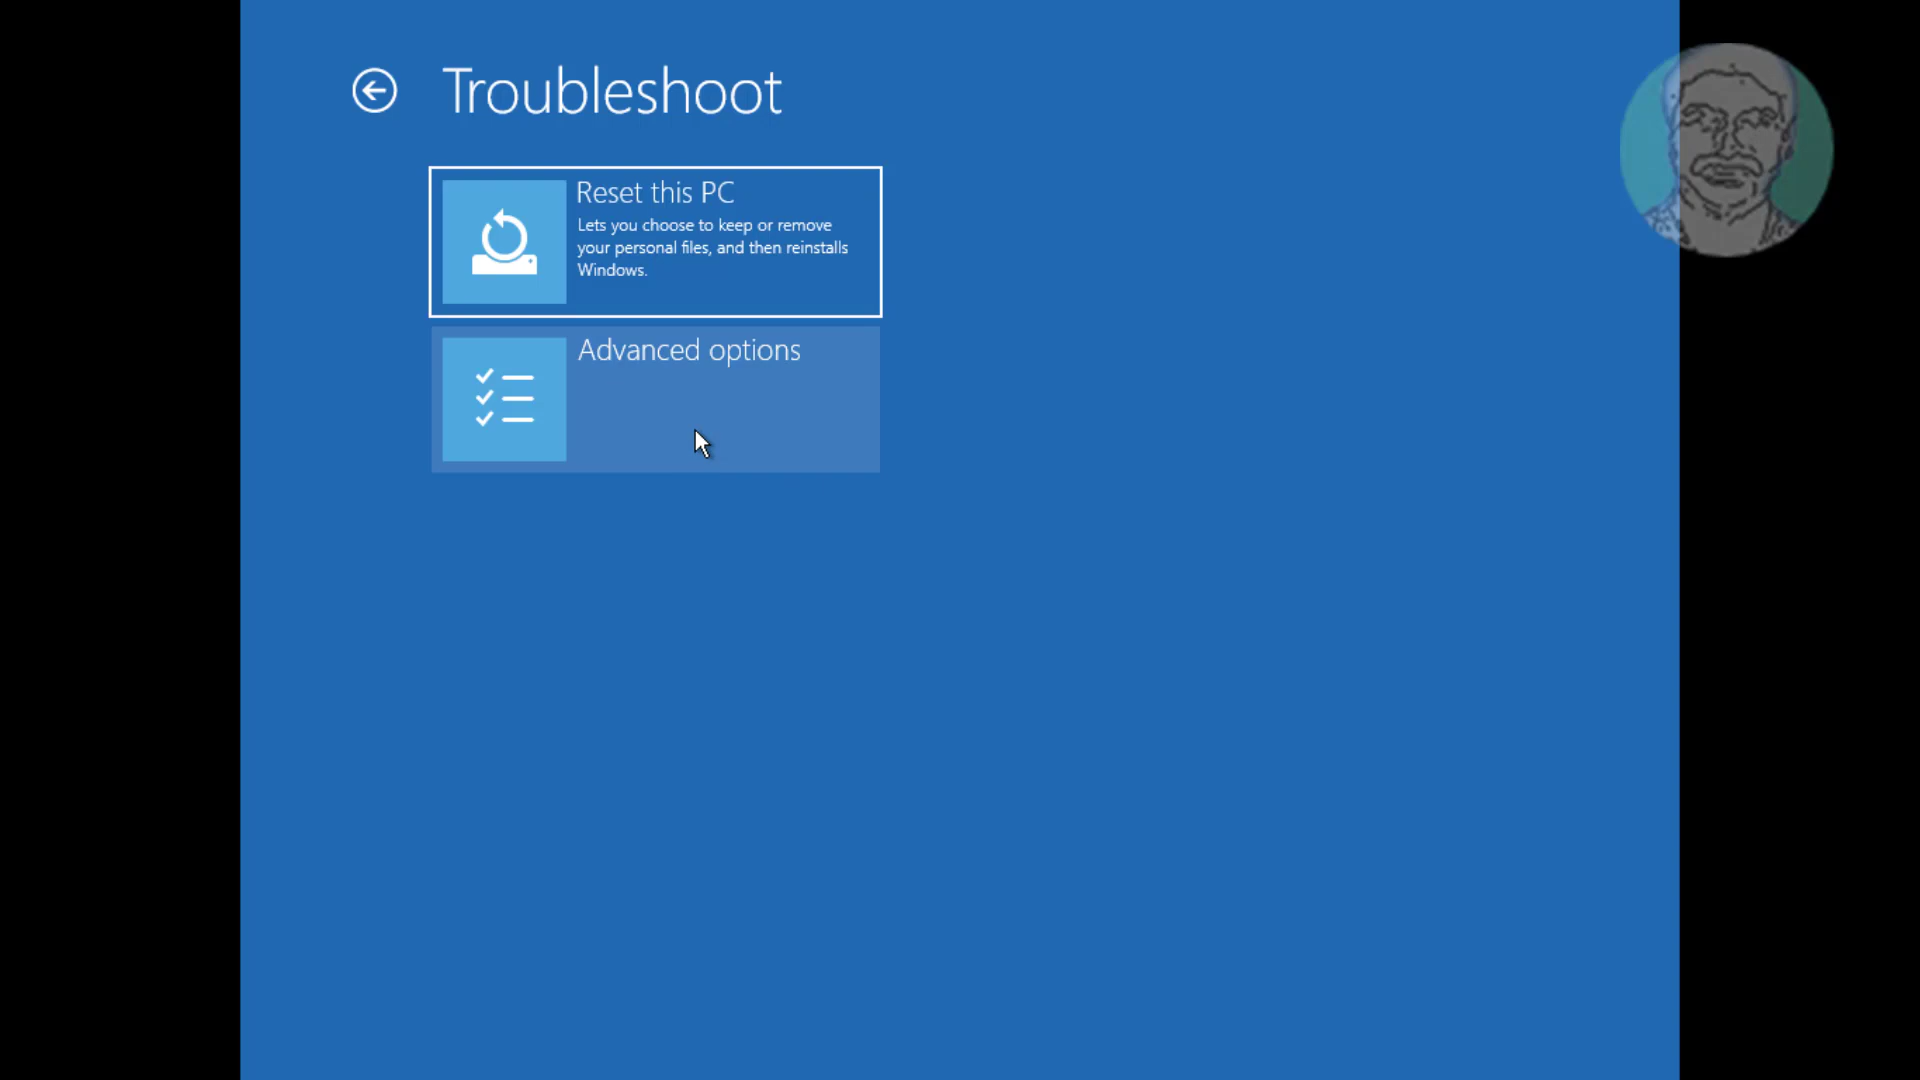 Troubleshoot
Reset this PC
Lets you choose to keep or remove
your personal files, and then reinstalls
Windows.
Advanced options